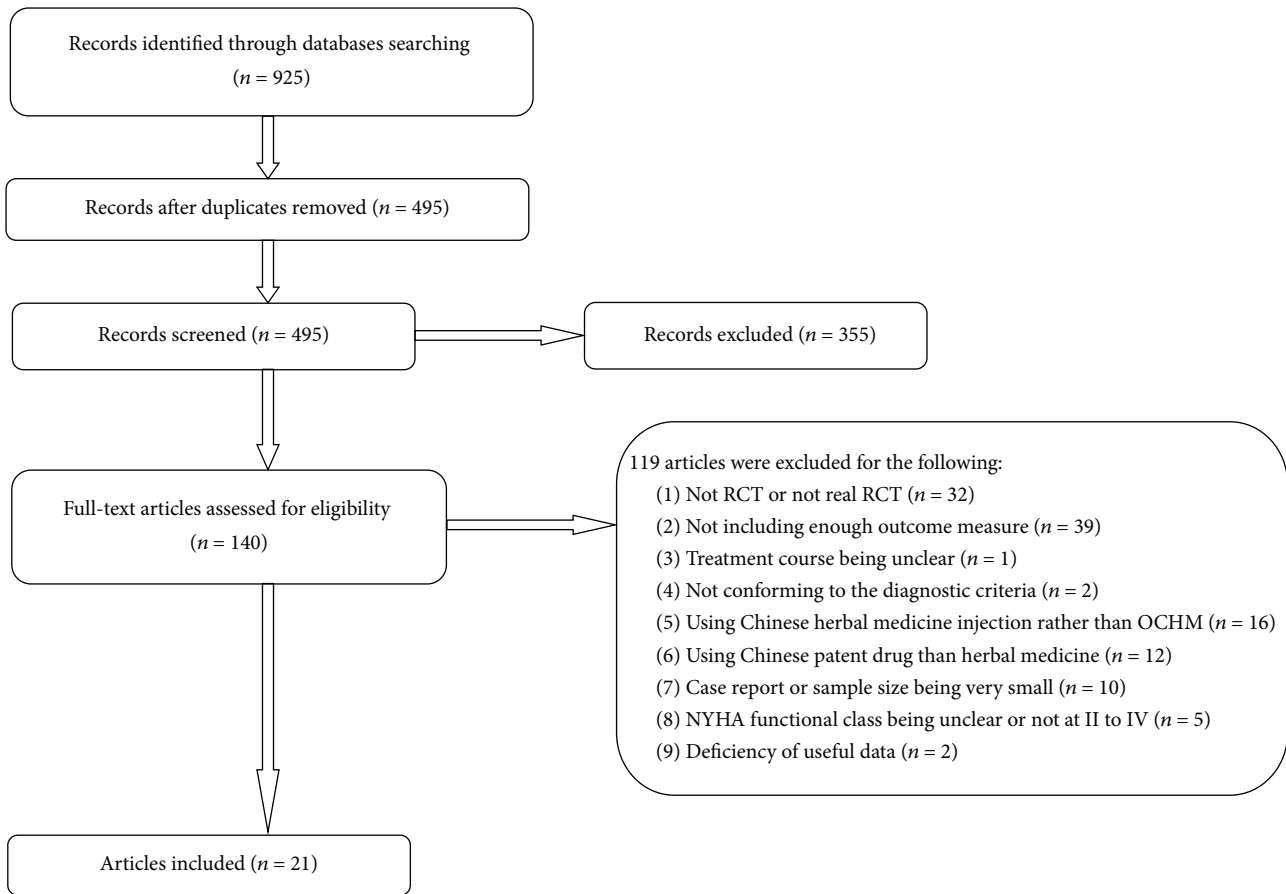 Records identified through databases searching
(n = 925)
Records after duplicates removed (n = 495)
Records screened (n = 495)
Records excluded (n = 355)
Full-text articles assessed for eligibility
(n = 140)
119 articles were excluded for the following:
(1) Not RCT or not real RCT (n = 32)
(2) Not including enough outcome measure (n = 39)
(3) Treatment course being unclear (n = 1)
(4) Not conforming to the diagnostic criteria (n = 2)
(5) Using Chinese herbal medicine injection rather than OCHM (n = 16)
(6) Using Chinese patent drug than herbal medicine (n = 12)
(7) Case report or sample size being very small (n = 10)
(8) NYHA functional class being unclear or not at II to IV (n = 5)
(9) Deficiency of useful data (n = 2)
Articles included (n = 21)